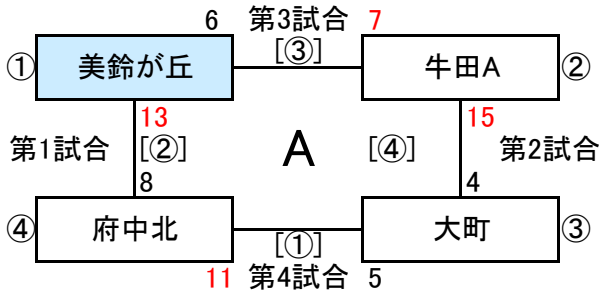 6 第3試合 7
① 美鈴が丘 [③] 牛田A ②
13 15
第1試合 [②] A [④] 第2試合
8 4
④ 府中北 [①] 大町 ③
11 第4試合 5